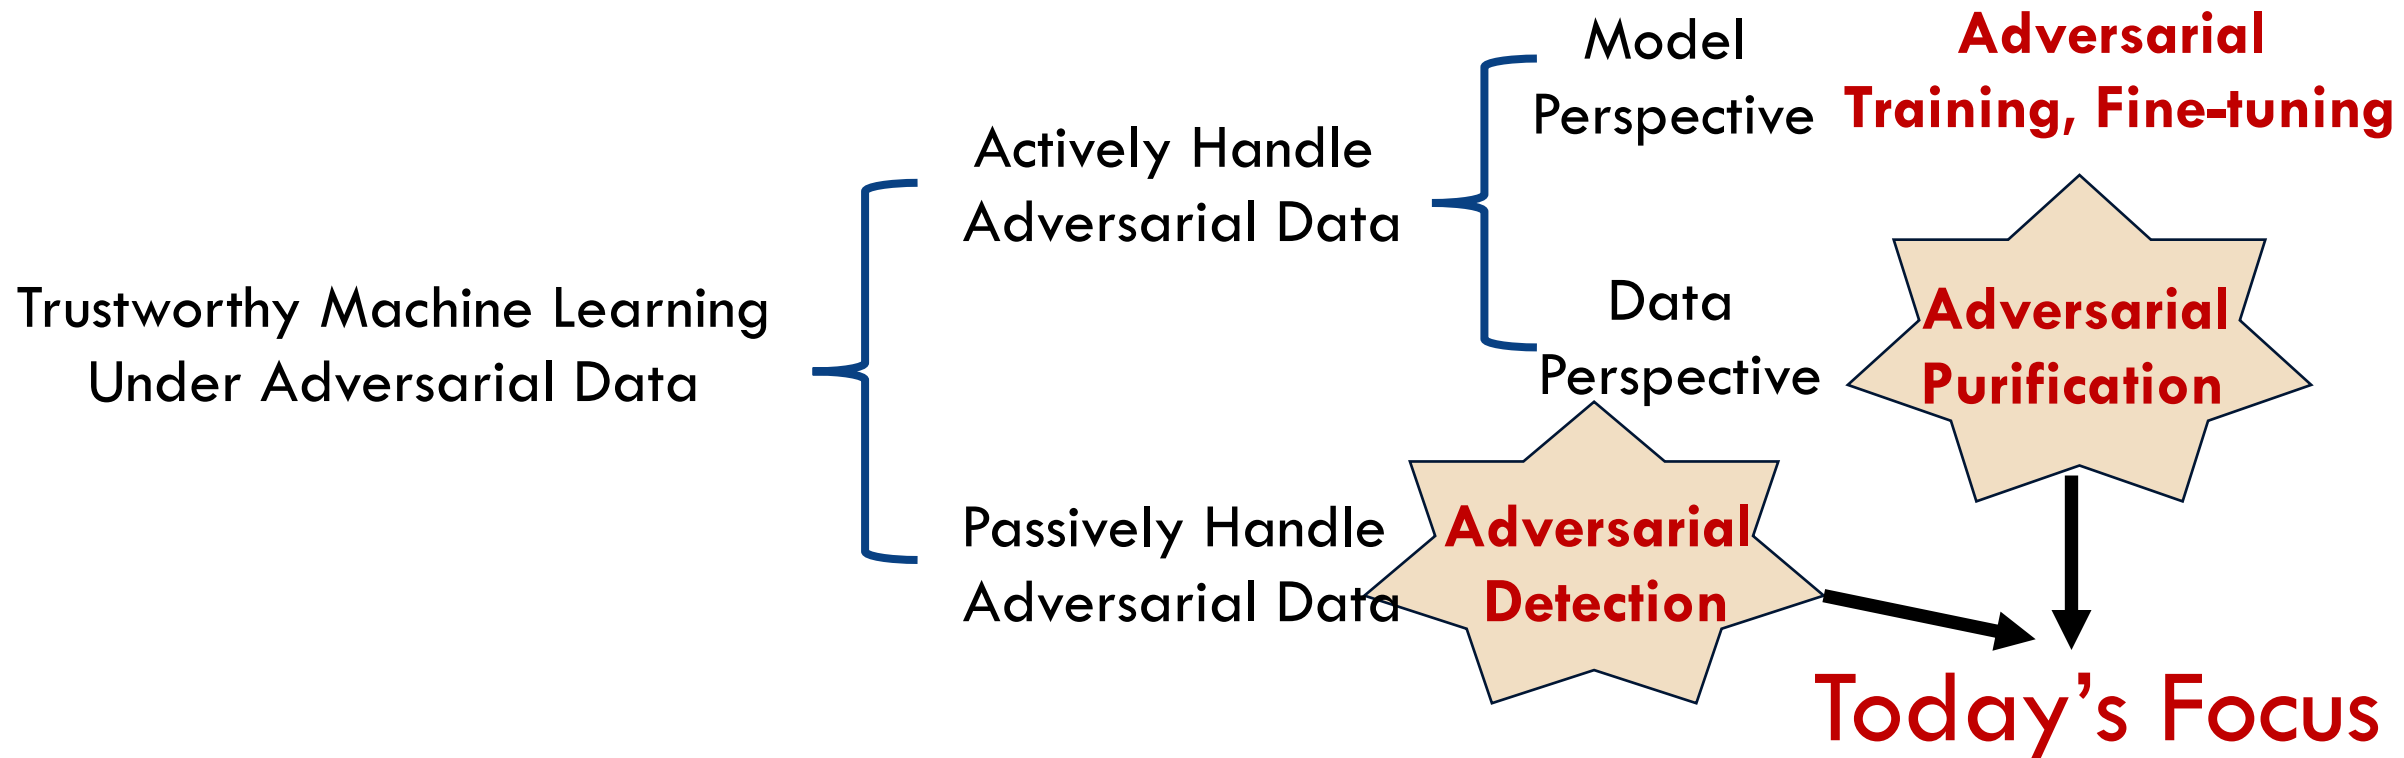 Trustworthy Machine Learning
Under Adversarial Data
Actively Handle
Adversarial Data
Model
Perspective
Adversarial
Training, Fine-tuning
Data
Perspective
Adversarial
Purification
Passively Handle
Adversarial Data
Adversarial
Detection
Today’s Focus